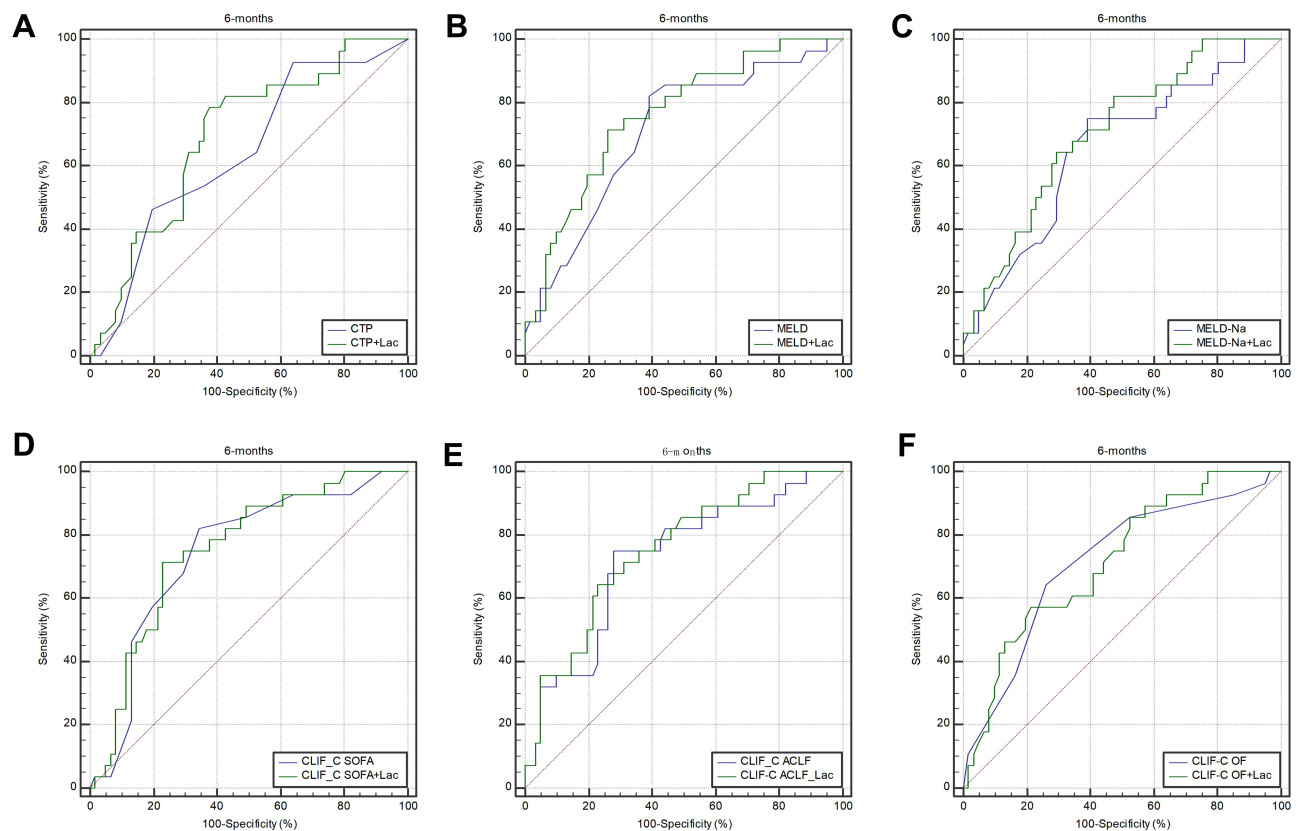 A
6-months
Sensitivity (%)
100
80
60
40
20
0
0 20 40 60 80 100
100-Specificity (%)
CTP
CTP+Lac
B
6-months
Sensitivity (%)
100
80
60
40
20
0
0 20 40 60 80 100
100-Specificity (%)
MELD
MELD+Lac
C
6-months
Sensitivity (%)
100
80
60
40
20
0
0 20 40 60 80 100
100-Specificity (%)
MELD-Na
MELD-Na+Lac
D
6-months
Sensitivity (%)
100
80
60
40
20
0
0 20 40 60 80 100
100-Specificity (%)
CLIF_C SOFA
CLIF_C SOFA+Lac
E
6-m onths
Sensitivity (%)
100
80
60
40
20
0
0 20 40 60 80 100
100-Specificity (%)
CLIF_C ACLF
CLIF-C ACLF_Lac
F
6-months
Sensitivity (%)
100
80
60
40
20
0
0 20 40 60 80 100
100-Specificity (%)
CLIF-C OF
CLIF-C OF+Lac